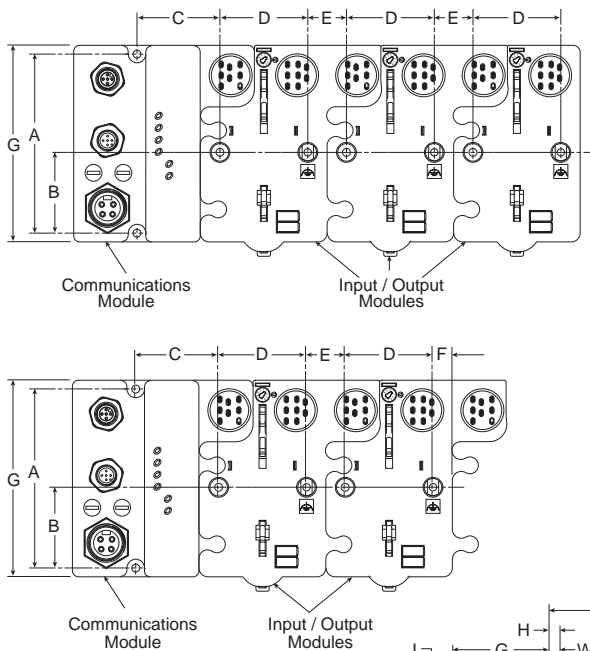 C D E D E D
G
A
B
Communications
Module
Input / Output
Modules
C D E D F
G
A
B
Communications
Module
Input / Output
Modules
H
G W